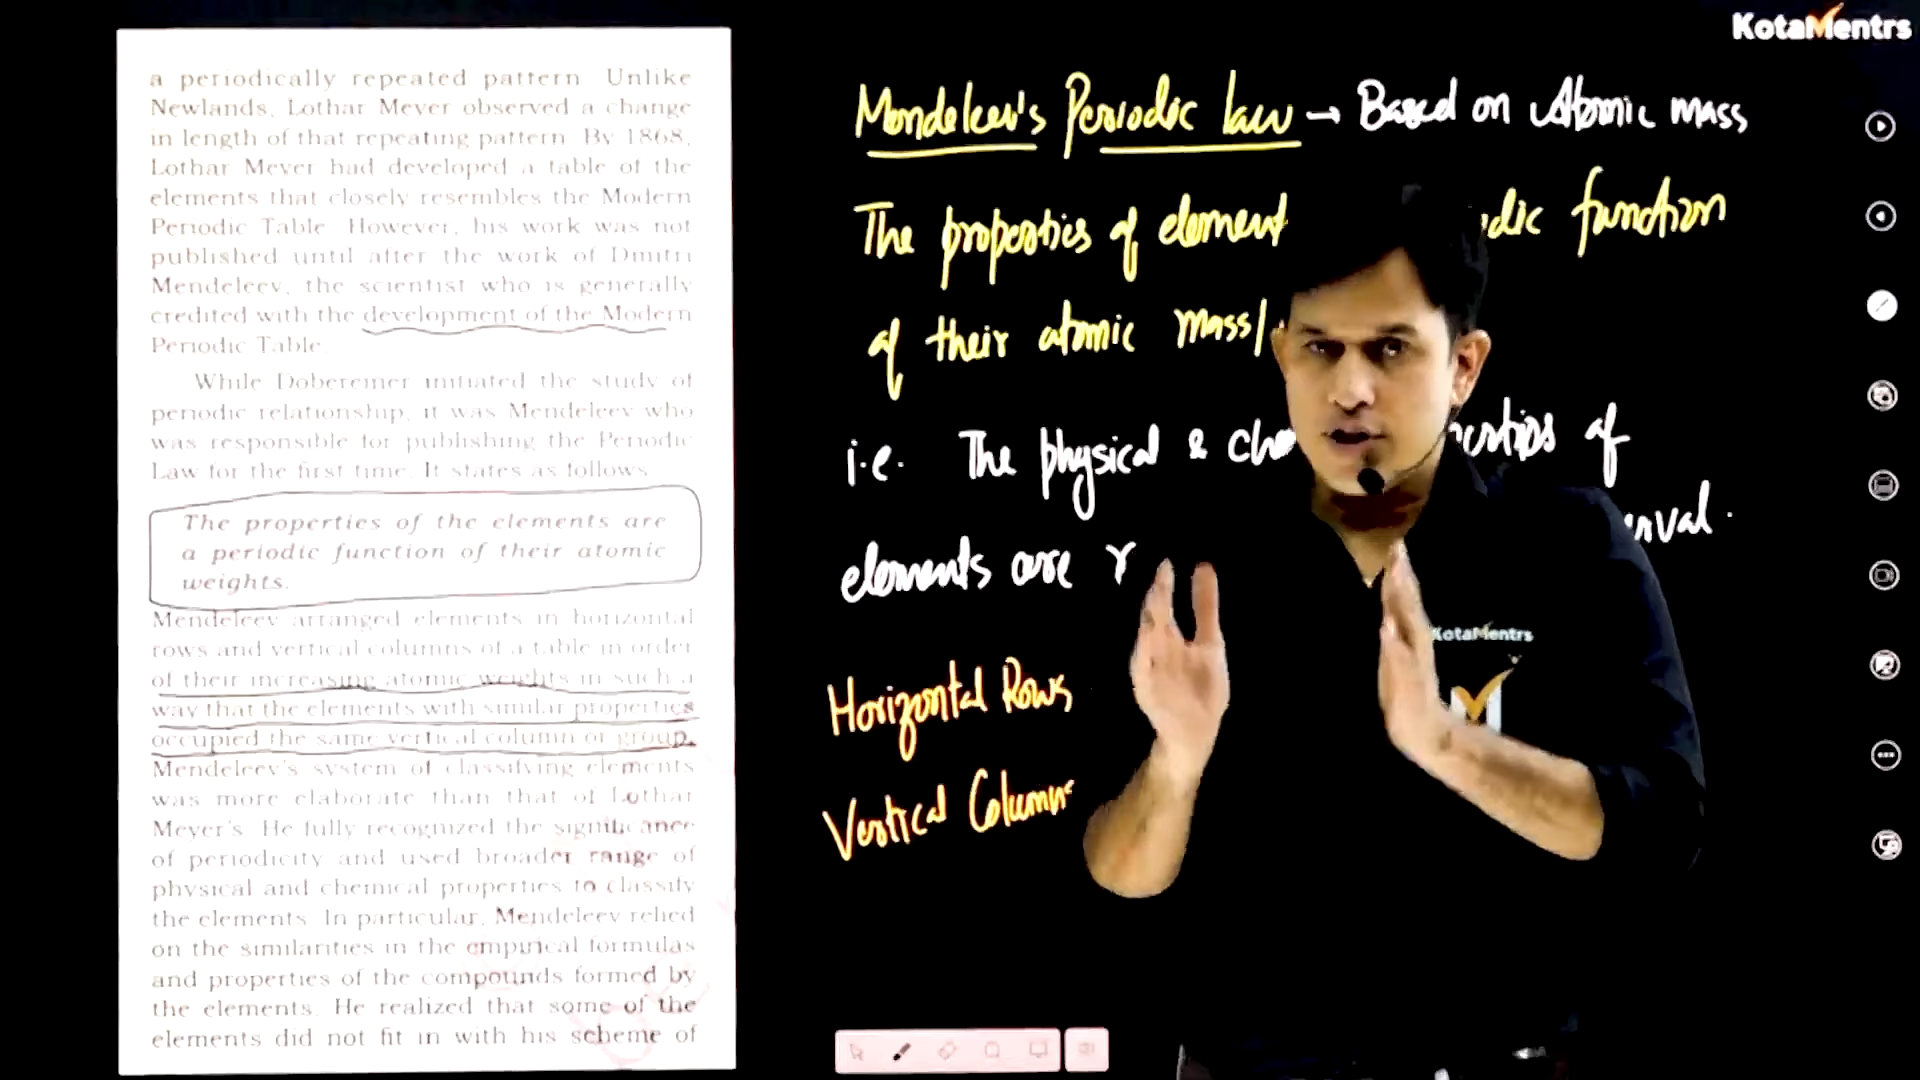 KotaMentrs
a periodically repeated pattern. Unlike
Newlands, Lothar Meyer observed a change
in length of that repeating pattern. By 1868,
Lothar Meyer had developed a table of the
elements that closely resembles the Modern
Periodic Table. However, his work was not
published until after the work of Dmitri
Mendeleev, the scientist who is generally
credited with the development of the Modern
Periodic Table.
While Dobereiner initiated the study of
periodic relationship, it was Mendeleev who
was responsible for publishing the Periodic
Law for the first time. It states as follows
The properties of the elements are
a periodic function of their atomic
weights.
Mendeleev arranged elements in horizontal
rows and vertical columns of a table in order
of their increasing atomic weights in such a
way that the elements with similar properties
occupied the same vertical column or group.
Mendeleev's system of classifying elements
was more elaborate than that of Lothar
Meyer's. He fully recognized the significance
of periodicity and used broader range of
physical and chemical properties to classify
the elements. In particular, Mendeleev relied
on the similarities in the empirical formulas
and properties of the compounds formed by
the elements. He realized that some of the
elements did not fit in with his scheme of
Mendeleev's Periodic law → Based on Atomic mass
The properties of element dic function
of their atomic mass/
i.e. The physical & che of
elements are r erval.
Horizontal Rows
Vertical Columns
KotaMentrs